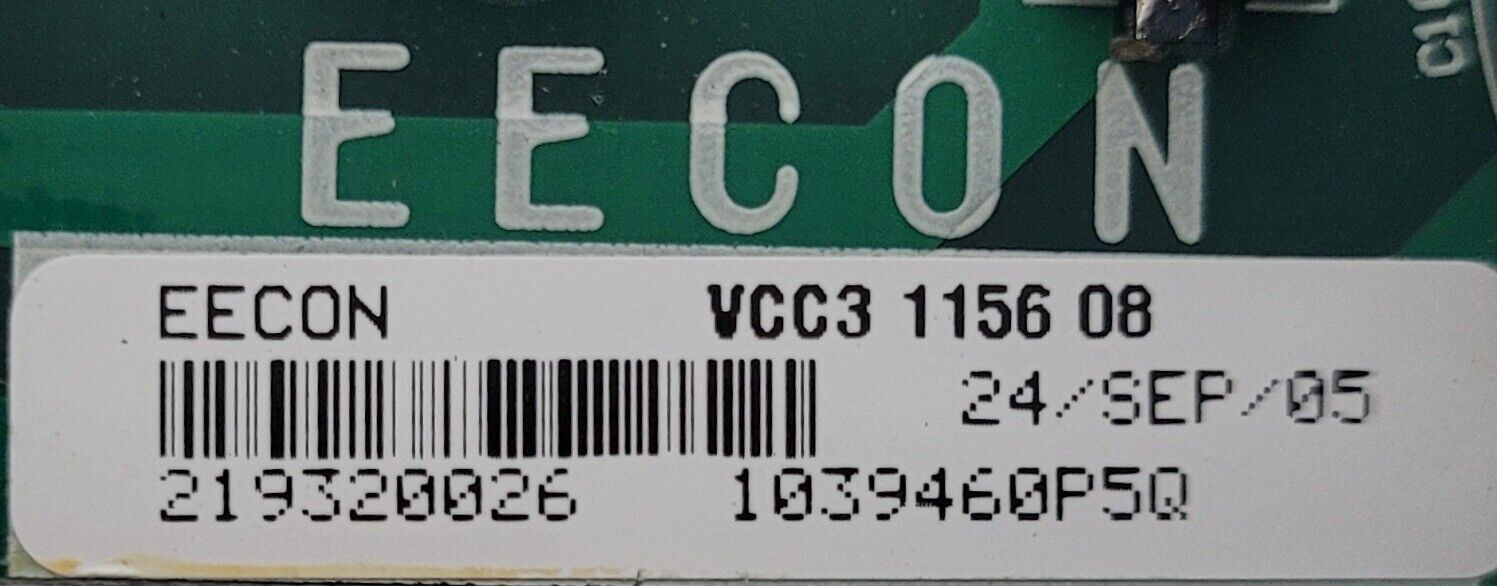 EECON
EECON VCC3 1156 08
24/SEP/05
219320026 1039460P5Q